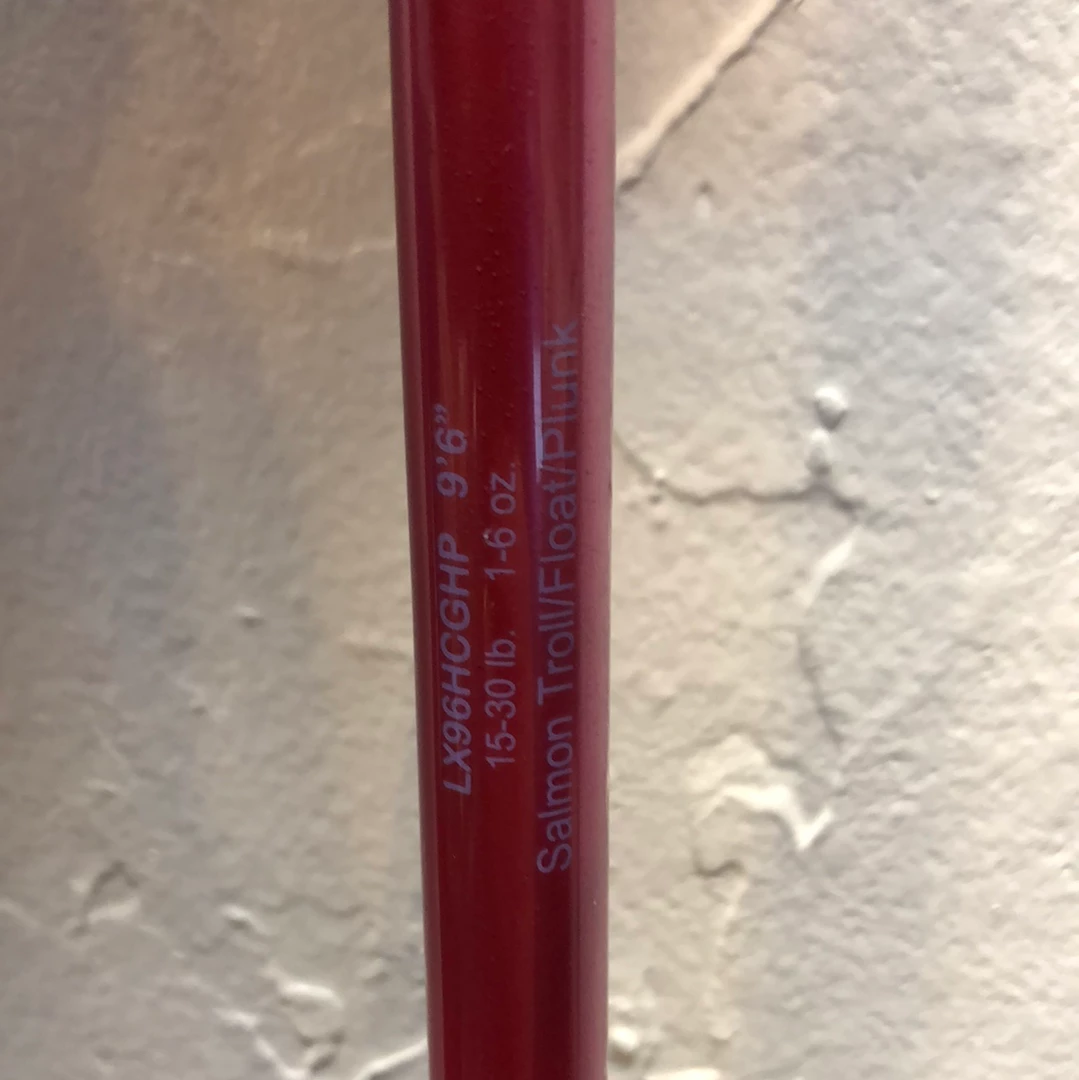 LX96HCGHP 9'6”
15-30 lb. 1-6 oz.
Salmon Troll/Float/Plunk